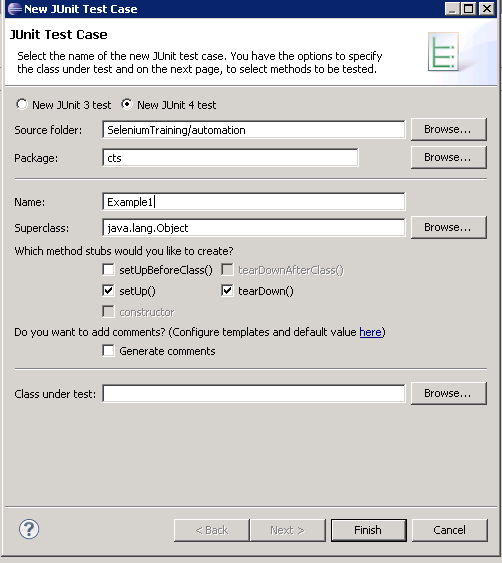 New JUnit Test Case
JUnit Test Case
Select the name of the new JUnit test case. You have the options to specify
the class under test and on the next page, to select methods to be tested.
New JUnit 3 test New JUnit 4 test
Source folder: SeleniumTraining/automation Browse...
Package: cts Browse...
Name: Example1
Superclass: java.lang.Object Browse...
Which method stubs would you like to create?
setUpBeforeClass() tearDownAfterClass()
setUp() tearDown()
constructor
Do you want to add comments? (Configure templates and default value here)
Generate comments
Class under test: Browse...
? < Back Next > Finish Cancel